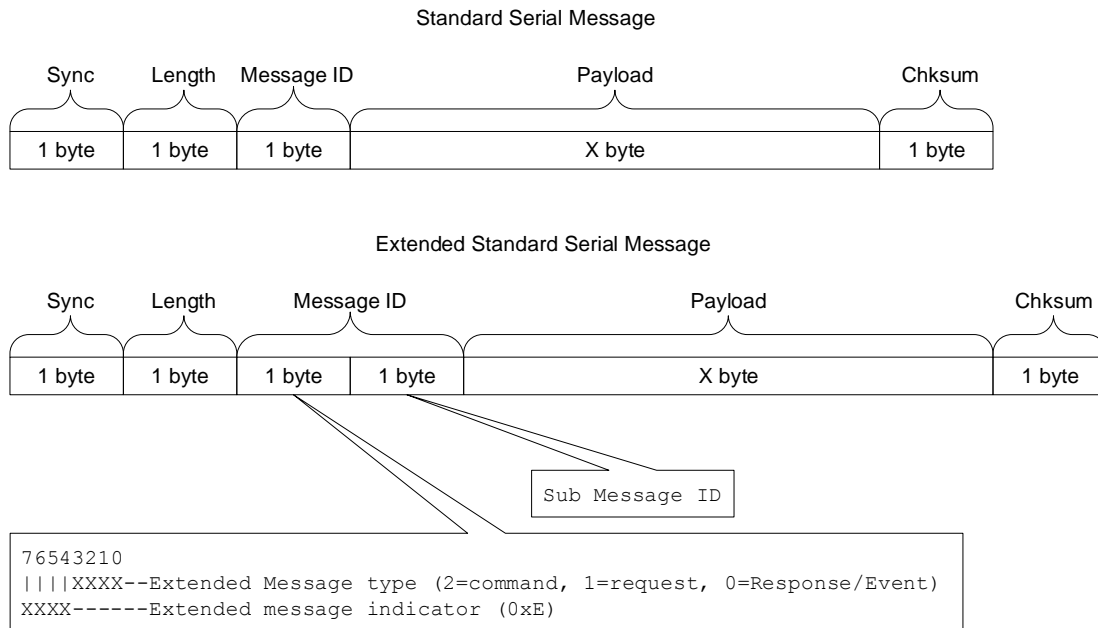 Standard Serial Message
Sync Length Message ID Payload Chksum
1 byte 1 byte 1 byte X byte 1 byte
Extended Standard Serial Message
Sync Length Message ID Payload Chksum
1 byte 1 byte 1 byte 1 byte X byte 1 byte
Sub Message ID
76543210
||||XXXX--Extended Message type (2=command, 1=request, 0=Response/Event)
XXXX------Extended message indicator (0xE)